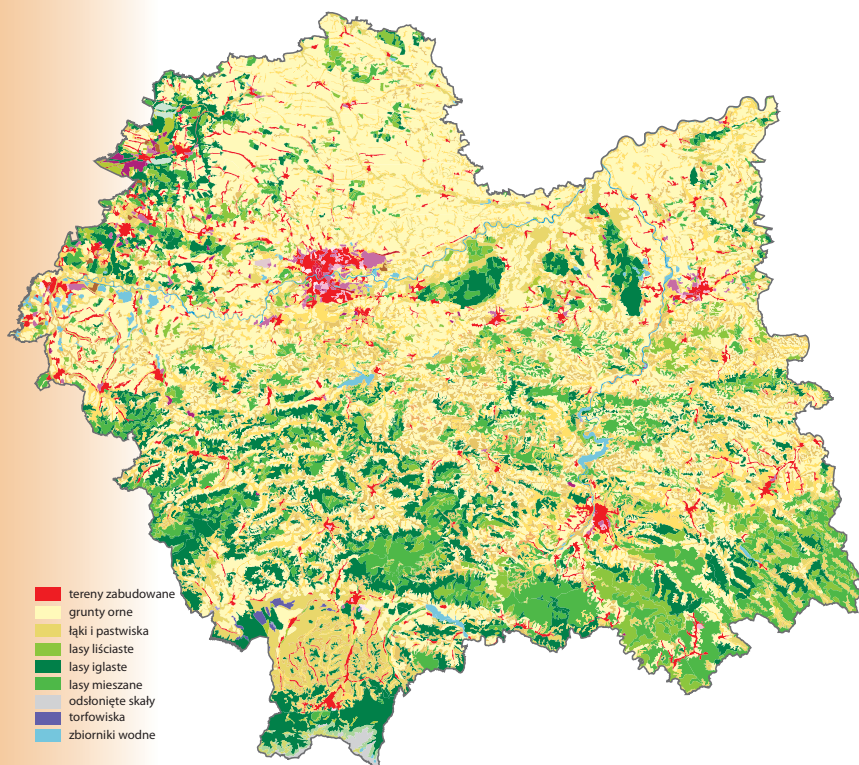 tereny zabudowane
grunty orne
łąki i pastwiska
lasy liściaste
lasy iglaste
lasy mieszane
odsłonięte skały
torfowiska
zbiorniki wodne